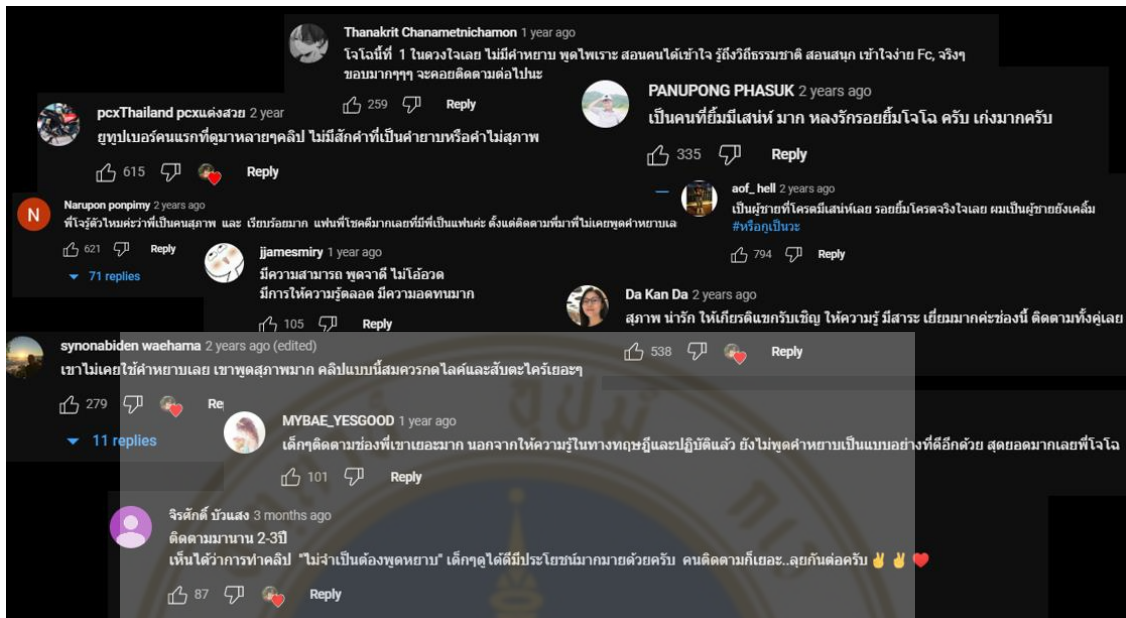 Thanakrit Chanametnichamon 1 year ago
โจโฉนี่ที่ 1 ในดวงใจเลย ไม่มีคำหยาบ พูดไพเราะ สอนคนได้เข้าใจ รู้ถึงวิถีธรรมชาติ สอนสนุก เข้าใจง่าย Fc, จริงๆ
ขอบมากๆๆ จะคอยติดตามต่อไปนะ
259 Reply
PANUPONG PHASUK 2 years ago
เป็นคนที่ยิ้มมีเสน่ห์ มาก หลงรักรอยยิ้มโจโฉ ครับ เก่งมากครับ
335 Reply
pcxThailand pcxแต่งสวย 2 year
ยูทูปเบอร์คนแรกที่ดูมาหลายๆคลิป ไม่มีสักคำที่เป็นคำยาบหรือคำไม่สุภาพ
615 Reply
aof_ hell 2 years ago
เป็นผู้ชายที่โครตมีเสน่ห์เลย รอยยิ้มโครตจริงใจเลย ผมเป็นผู้ชายยังเคลิ้ม
#หรือกูเป็นวะ
794 Reply
N
Narupon ponpimy 2 years ago
พี่โจรู้ตัวไหมค่ะว่าพี่เป็นคนสุภาพ และ เรียบร้อยมาก แฟนพี่โชคดีมากเลยที่มีพี่เป็นแฟนค่ะ ตั้งแต่ติดตามพี่มาพี่ไม่เคยพูดคำหยาบเล
621 Reply
71 replies
jjamesmiry 1 year ago
มีความสามารถ พูดจาดี ไม่โอ้อวด
มีการให้ความรู้ตลอด มีความอดทนมาก
105 Reply
Da Kan Da 2 years ago
สุภาพ น่ารัก ให้เกียรติแขกรับเชิญ ให้ความรู้ มีสาระ เยี่ยมมากค่ะช่องนี้ ติดตามทั้งคู่เลย
538 Reply
synonabiden waehama 2 years ago (edited)
เขาไม่เคยใช้คำหยาบเลย เขาพูดสุภาพมาก คลิปแบบนี้สมควรกดไลค์และสับตะไคร้เยอะๆ
279 Re
11 replies
MYBAE_YESGOOD 1 year ago
เด็กๆติดตามช่องพี่เขาเยอะมาก นอกจากให้ความรู้ในทางทฤษฎีและปฏิบัติแล้ว ยังไม่พูดคำหยาบเป็นแบบอย่างที่ดีอีกด้วย สุดยอดมากเลยพี่โจโฉ
101 Reply
จิรศักดิ์ บัวแสง 3 months ago
ติดตามมานาน 2-3ปี
เห็นได้ว่าการทำคลิป "ไม่จำเป็นต้องพูดหยาบ" เด็กๆดูได้ดีมีประโยชน์มากมายด้วยครับ คนติดตามก็เยอะ..ลุยกันต่อครับ ✌️ ✌️ ♥️
87 Reply